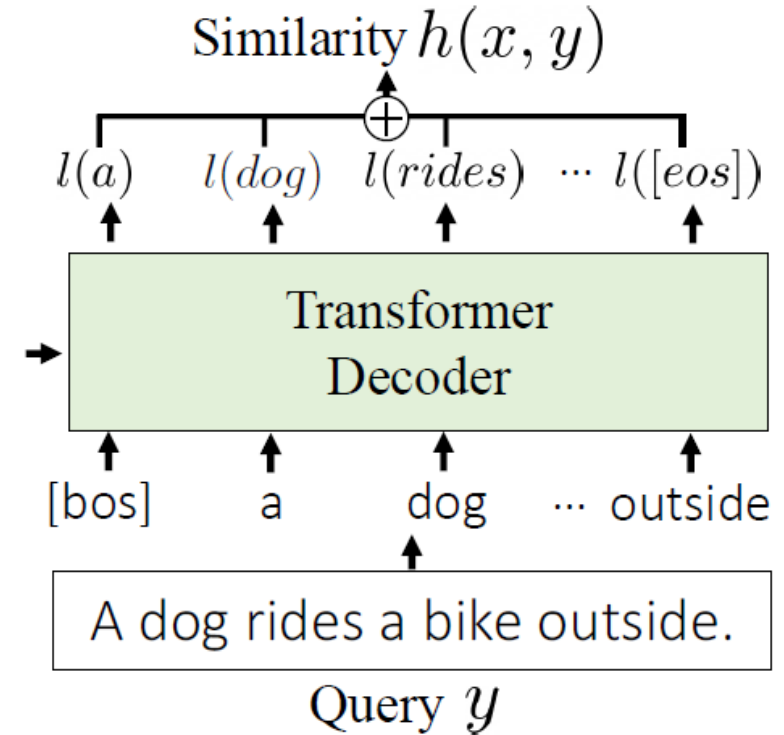 Similarity h(x, y)
+
l(a) l(dog) l(rides) ··· l([eos])
Transformer
Decoder
[bos] a dog ··· outside
A dog rides a bike outside.
Query y